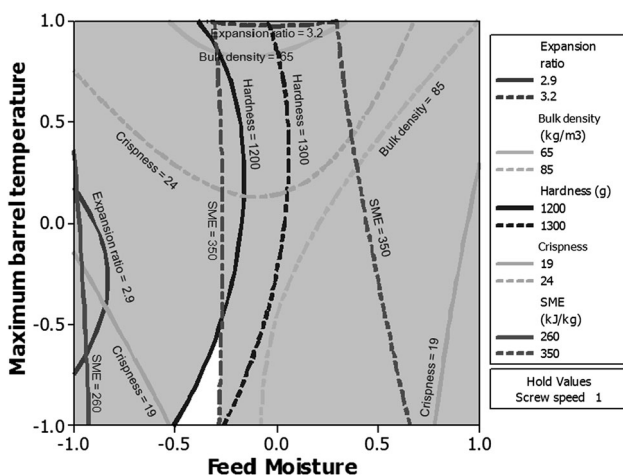 Maximum barrel temperature
1.0
0.5
0.0
-0.5
-1.0
-1.0
-0.5
0.0
0.5
1.0
Feed Moisture
Expansion ratio = 3.2
Bulk density = 65
Hardness = 1200
Hardness = 1300
Bulk density = 85
Crispness = 24
SME = 350
SME = 350
Expansion ratio = 2.9
SME = 260
Crispness = 19
Crispness = 19
Expansion
ratio
2.9
3.2
Bulk density
(kg/m3)
65
85
Hardness (g)
1200
1300
Crispness
19
24
SME
(kJ/kg)
260
350
Hold Values
Screw speed 1